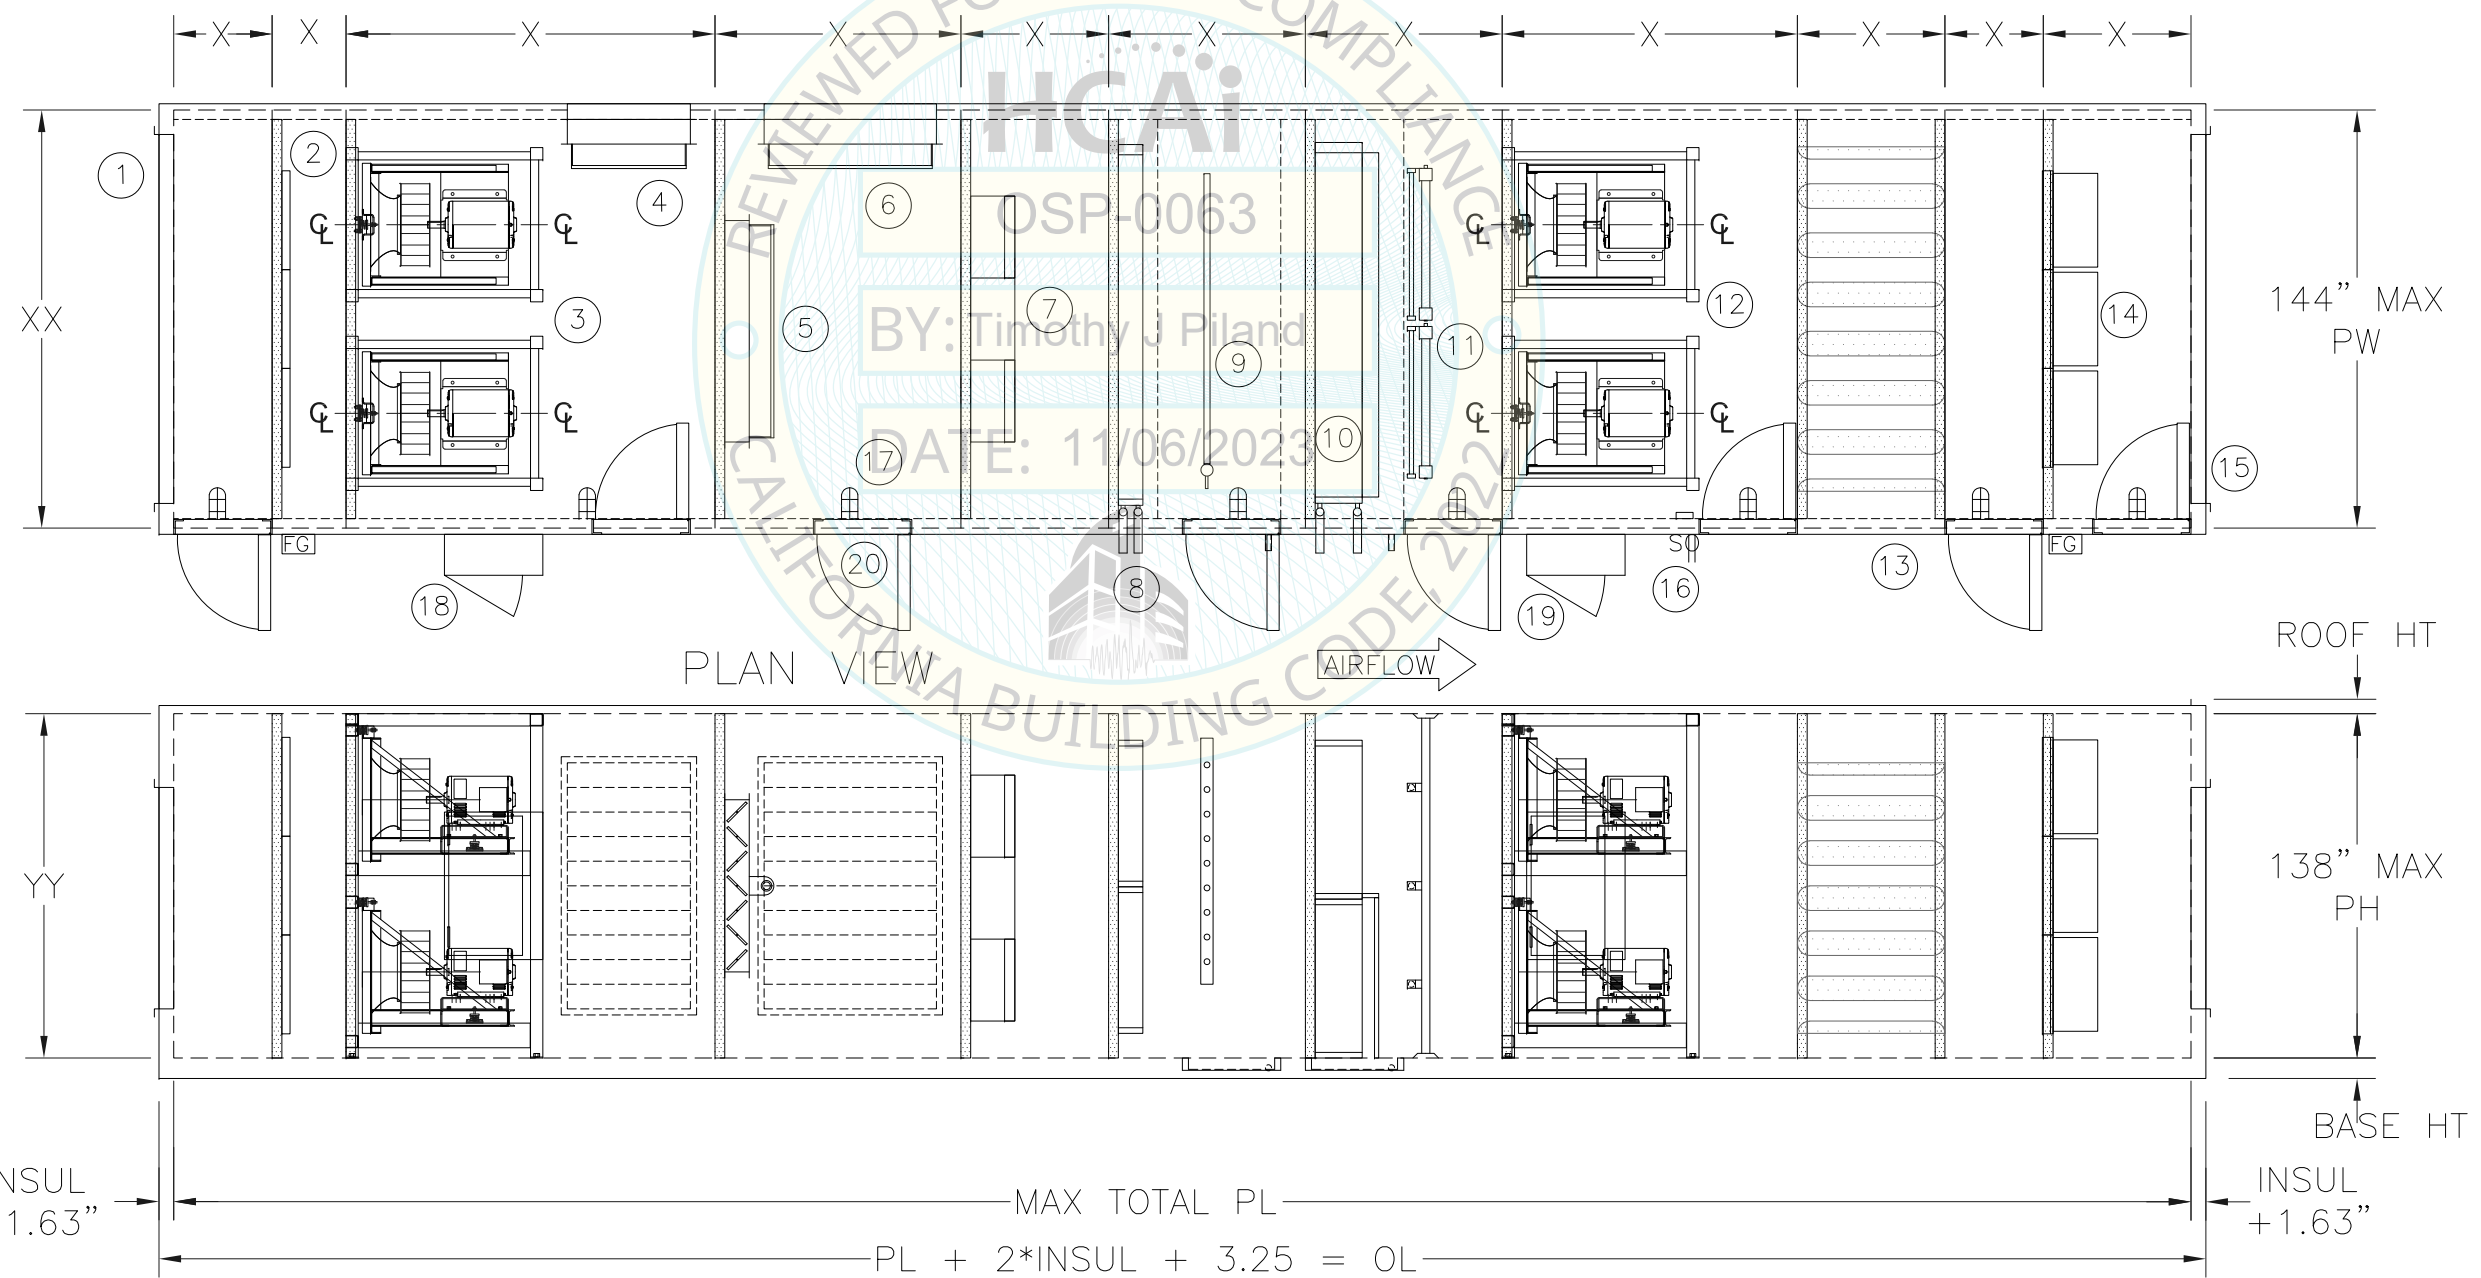 X X X X X X X X X X X
REVIEWED FOR CODE COMPLIANCE
HCAi
OSP-0063
BY: Timothy J Piland
DATE: 11/06/2023
CALIFORNIA BUILDING CODE, 2022
1
2
3
4
5
6
7
8
9
10
11
12
13
14
15
16
17
18
19
20
℄ ℄ ℄ ℄
℄ ℄ ℄ ℄
XX
144” MAX
PW
FG
SO
FG
PLAN VIEW
AIRFLOW
ROOF HT
YY
138” MAX
PH
BASE HT
NSUL
1.63”
MAX TOTAL PL
INSUL
+1.63”
PL + 2*INSUL + 3.25 = OL